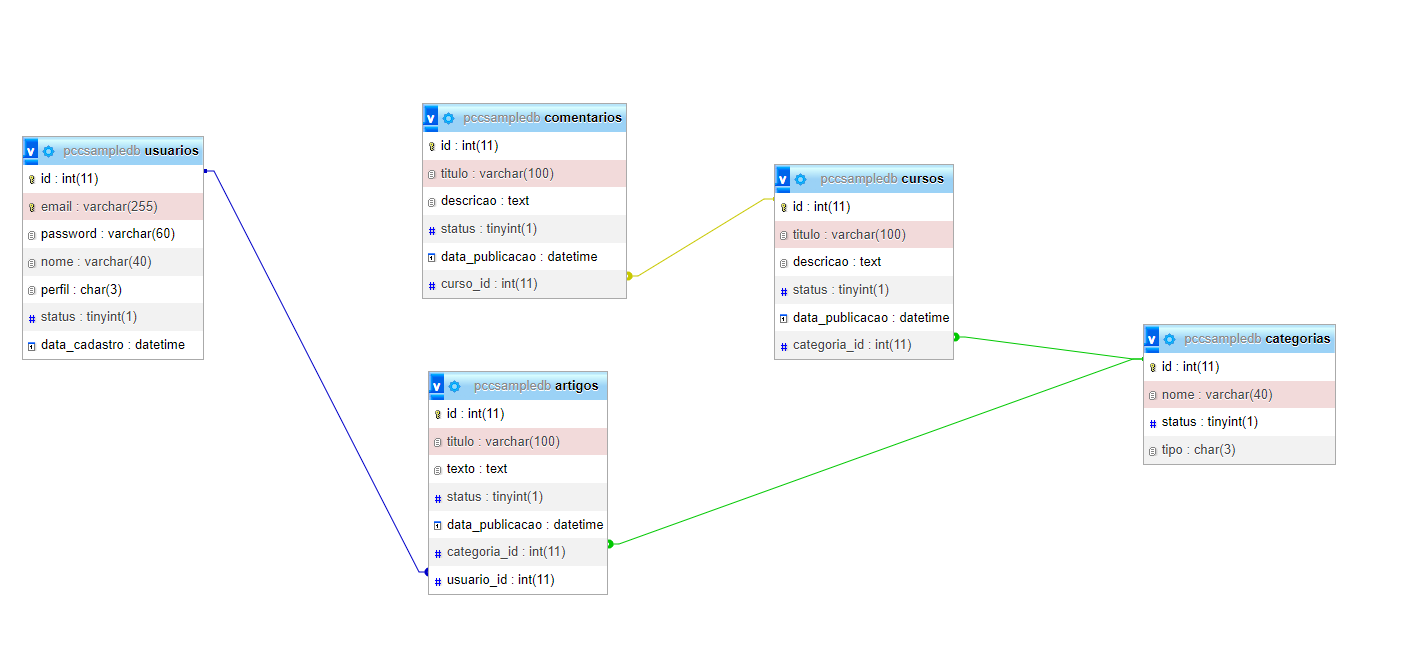 pccsampledb usuarios
id : int(11)
email : varchar(255)
password : varchar(60)
nome : varchar(40)
perfil : char(3)
# status : tinyint(1)
data_cadastro : datetime
pccsampledb comentarios
id : int(11)
titulo : varchar(100)
descricao : text
# status : tinyint(1)
data_publicacao : datetime
# curso_id : int(11)
pccsampledb artigos
id : int(11)
titulo : varchar(100)
texto : text
# status : tinyint(1)
data_publicacao : datetime
# categoria_id : int(11)
# usuario_id : int(11)
pccsampledb cursos
id : int(11)
titulo : varchar(100)
descricao : text
# status : tinyint(1)
data_publicacao : datetime
# categoria_id : int(11)
pccsampledb categorias
id : int(11)
nome : varchar(40)
# status : tinyint(1)
tipo : char(3)